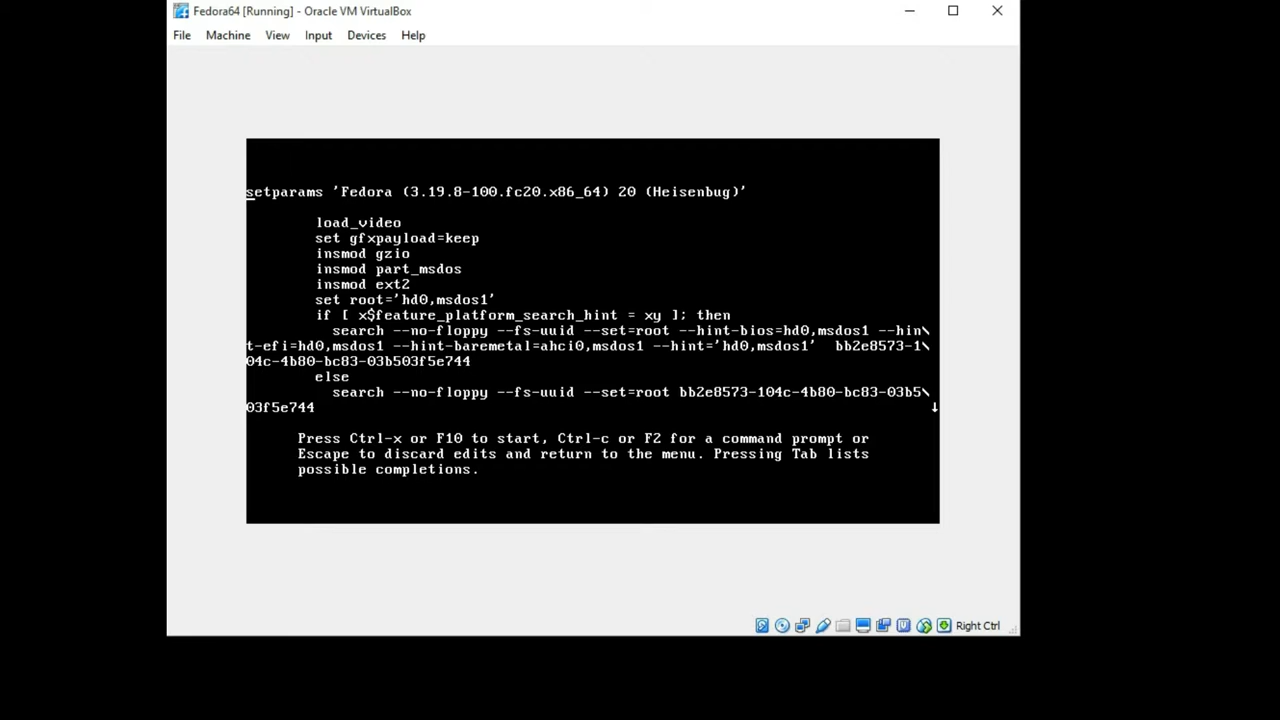 Fedora64 [Running] - Oracle VM VirtualBox
File Machine View Input Devices Help
setparams 'Fedora (3.19.8-100.fc20.x86_64) 20 (Heisenbug)'
load_video
set gfxpayload=keep
insmod gzio
insmod part_msdos
insmod ext2
set root='hd0,msdos1'
if [ x$feature_platform_search_hint = xy ]; then
search --no-floppy --fs-uuid --set=root --hint-bios=hd0,msdos1 --hin\
t-efi=hd0,msdos1 --hint-baremetal=ahci0,msdos1 --hint='hd0,msdos1'  bb2e8573-1\
04c-4b80-bc83-03b503f5e744
else
search --no-floppy --fs-uuid --set=root bb2e8573-104c-4b80-bc83-03b5\
03f5e744
Press Ctrl-x or F10 to start, Ctrl-c or F2 for a command prompt or
Escape to discard edits and return to the menu. Pressing Tab lists
possible completions.
Right Ctrl